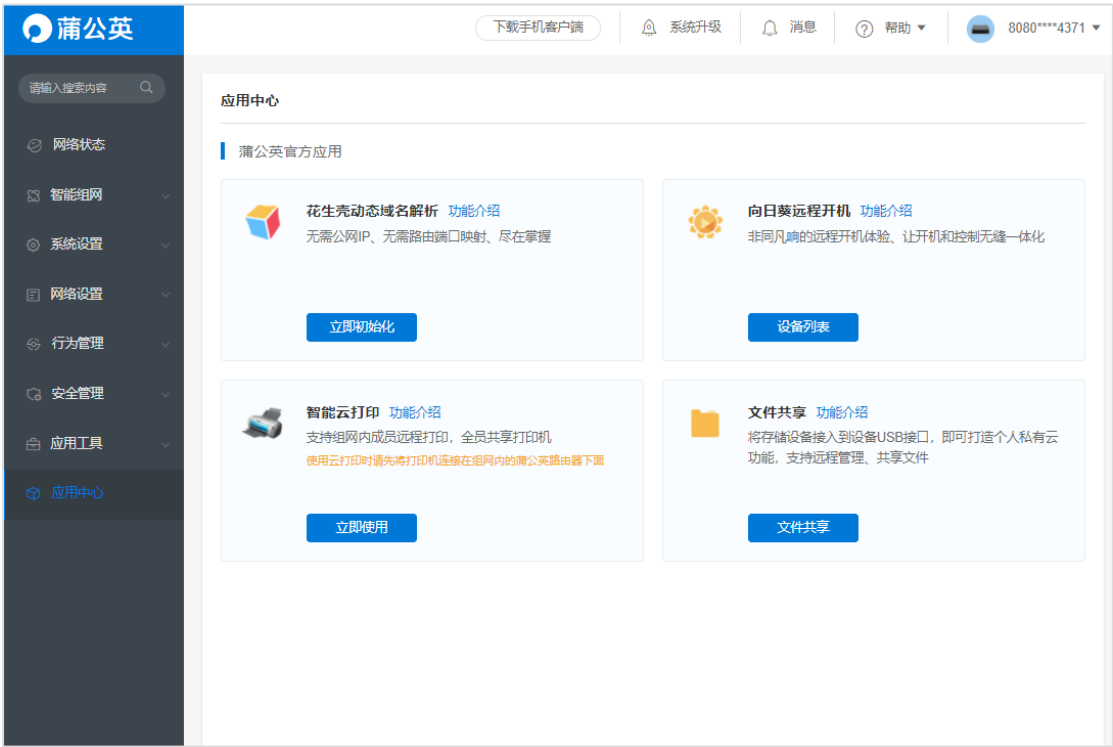 蒲公英
下载手机客户端
系统升级
消息
帮助
8080****4371
请输入搜索内容
网络状态
智能组网
系统设置
网络设置
行为管理
安全管理
应用工具
应用中心
应用中心
蒲公英官方应用
花生壳动态域名解析 功能介绍
无需公网IP、无需路由端口映射、尽在掌握
立即初始化
向日葵远程开机 功能介绍
非同凡响的远程开机体验、让开机和控制无缝一体化
设备列表
智能云打印 功能介绍
支持组网内成员远程打印，全员共享打印机
使用云打印时请先将打印机连接在组网内的蒲公英路由器下面
立即使用
文件共享 功能介绍
将存储设备接入到设备USB接口，即可打造个人私有云
功能，支持远程管理、共享文件
文件共享